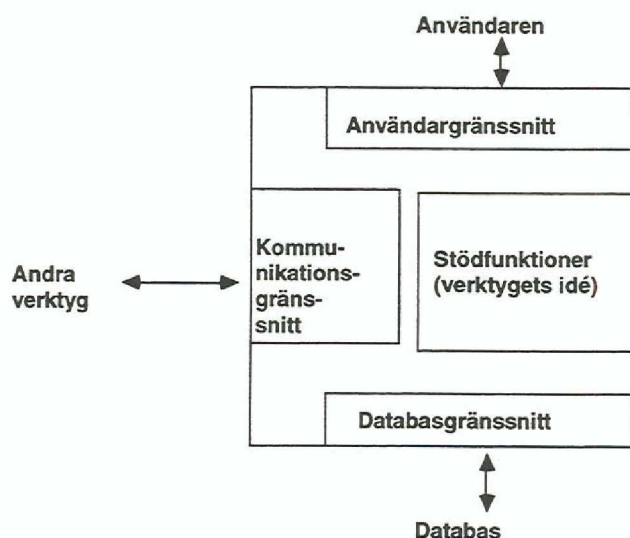 Användaren
Användargränssnitt
Kommu-
nikations-
gräns-
snitt
Stödfunktioner
(verktygets idé)
Andra
verktyg
Databasgränssnitt
Databas